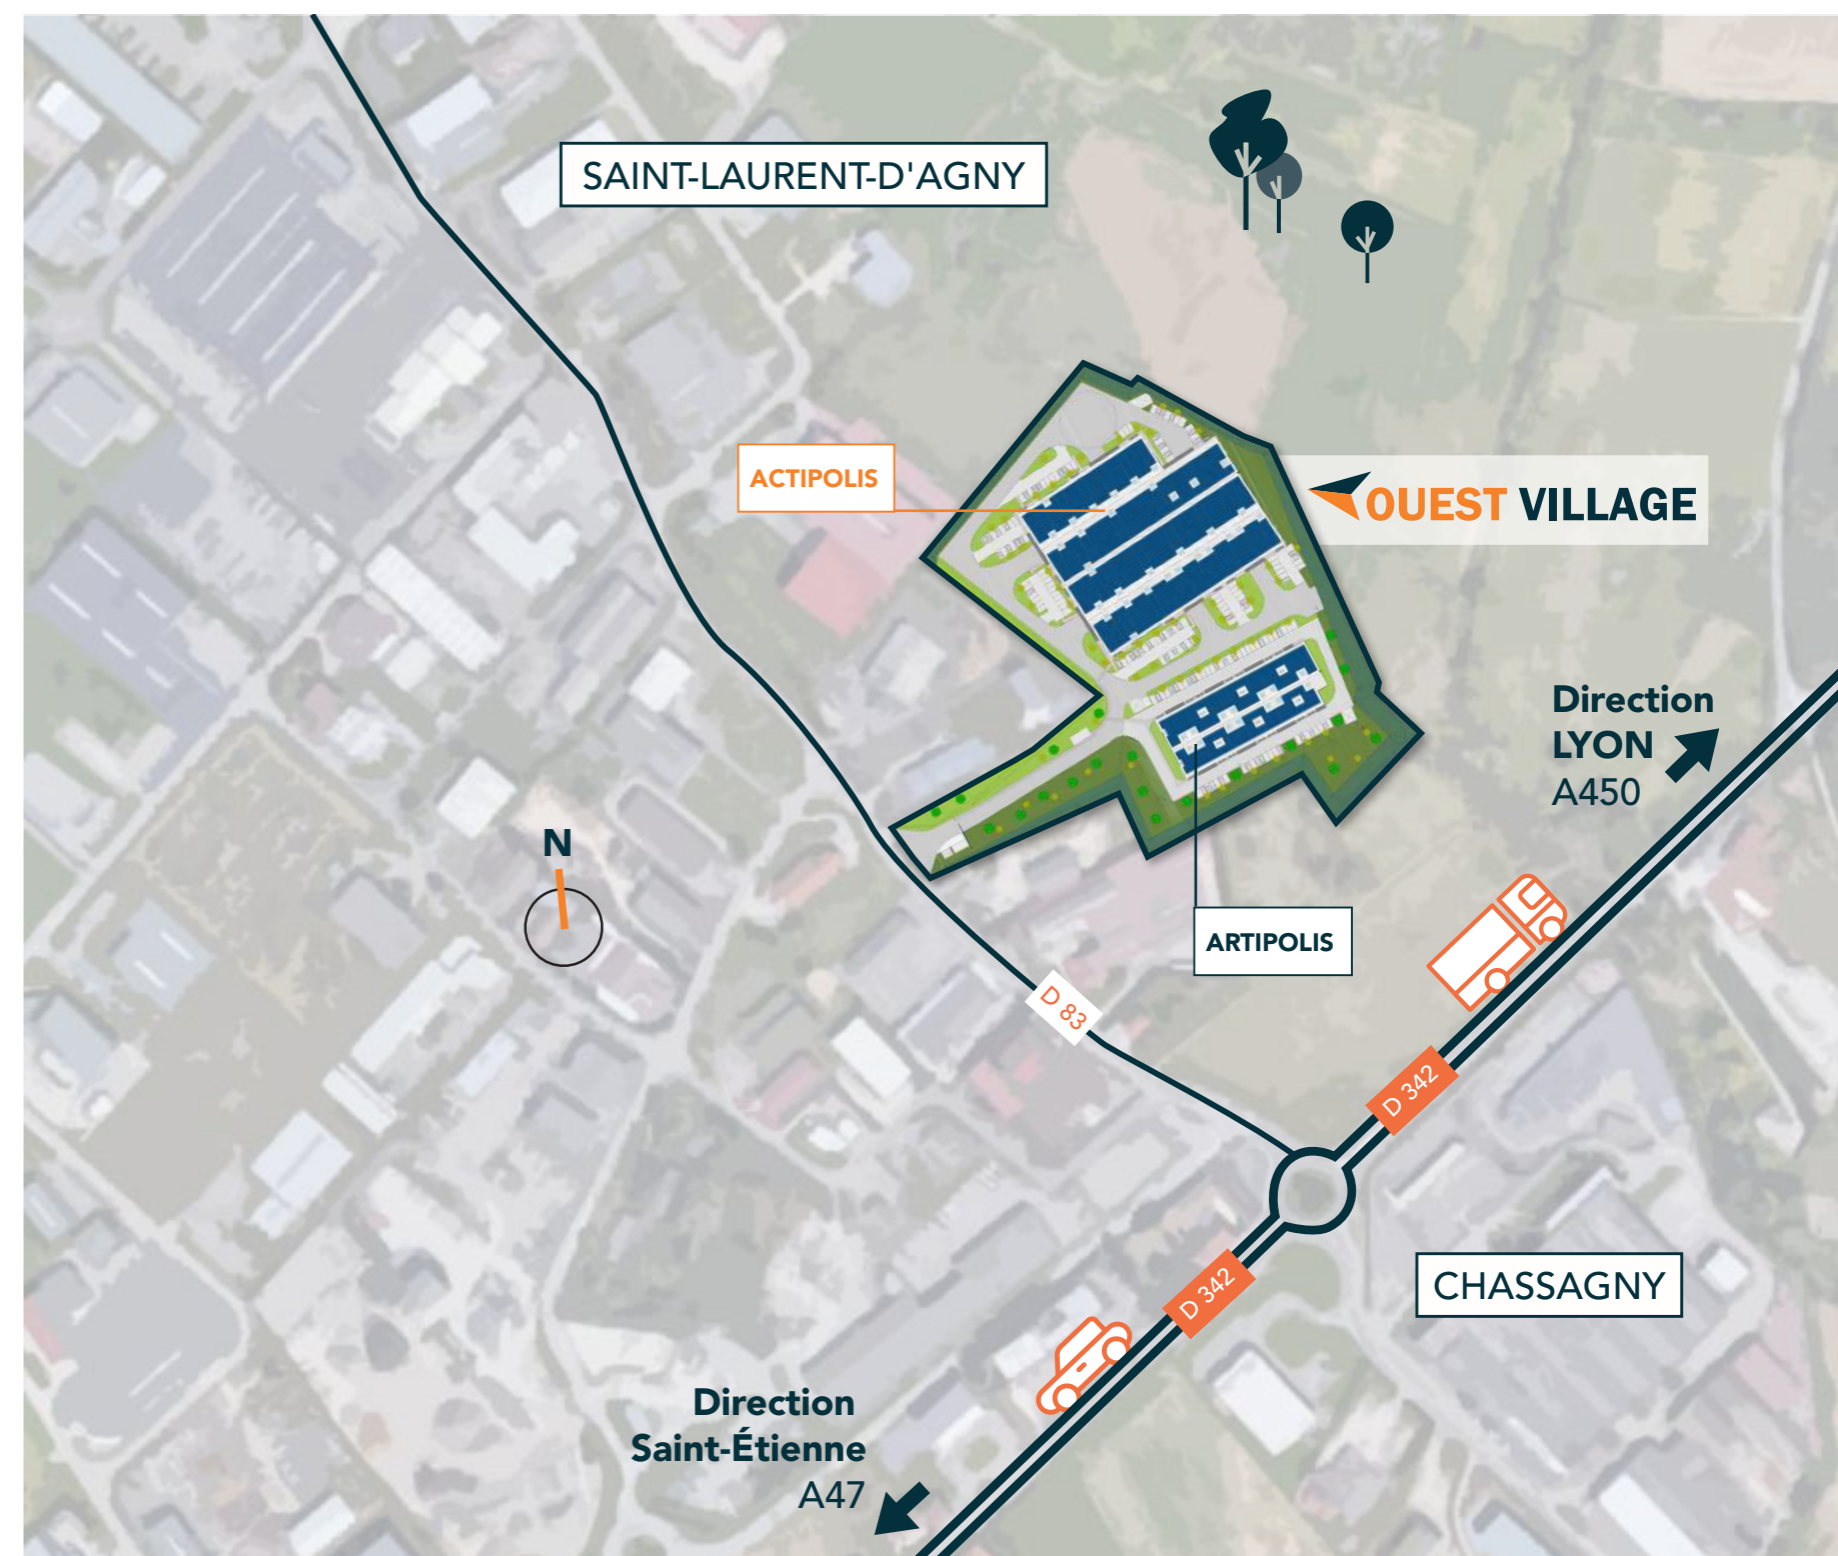 SAINT-LAURENT-D'AGNY
ACTIPOLIS
OUEST VILLAGE
Direction
LYON
A450
N
ARTIPOLIS
D 83
D 342
D 342
CHASSAGNY
Direction
Saint-Étienne
A47